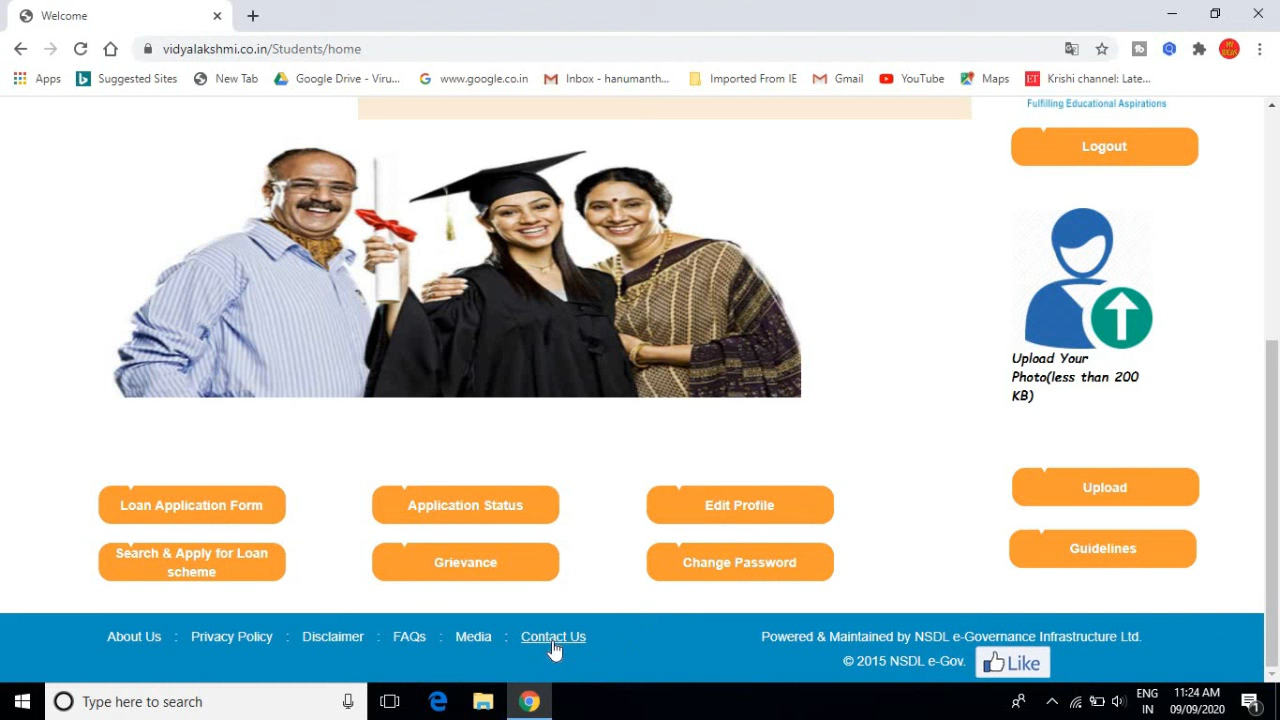 Welcome
vidyalakshmi.co.in/Students/home
Apps Suggested Sites New Tab Google Drive - Viru... www.google.co.in Inbox - hanumanth... Imported From IE Gmail YouTube Maps ET Krishi channel: Late...
Fulfilling Educational Aspirations
Logout
Upload Your
Photo(less than 200
KB)
Upload
Guidelines
Loan Application Form Application Status Edit Profile
Search & Apply for Loan
scheme
Grievance Change Password
About Us : Privacy Policy : Disclaimer : FAQs : Media : Contact Us
Powered & Maintained by NSDL e-Governance Infrastructure Ltd.
© 2015 NSDL e-Gov. Like
Type here to search
ENG
IN
11:24 AM
09/09/2020
1